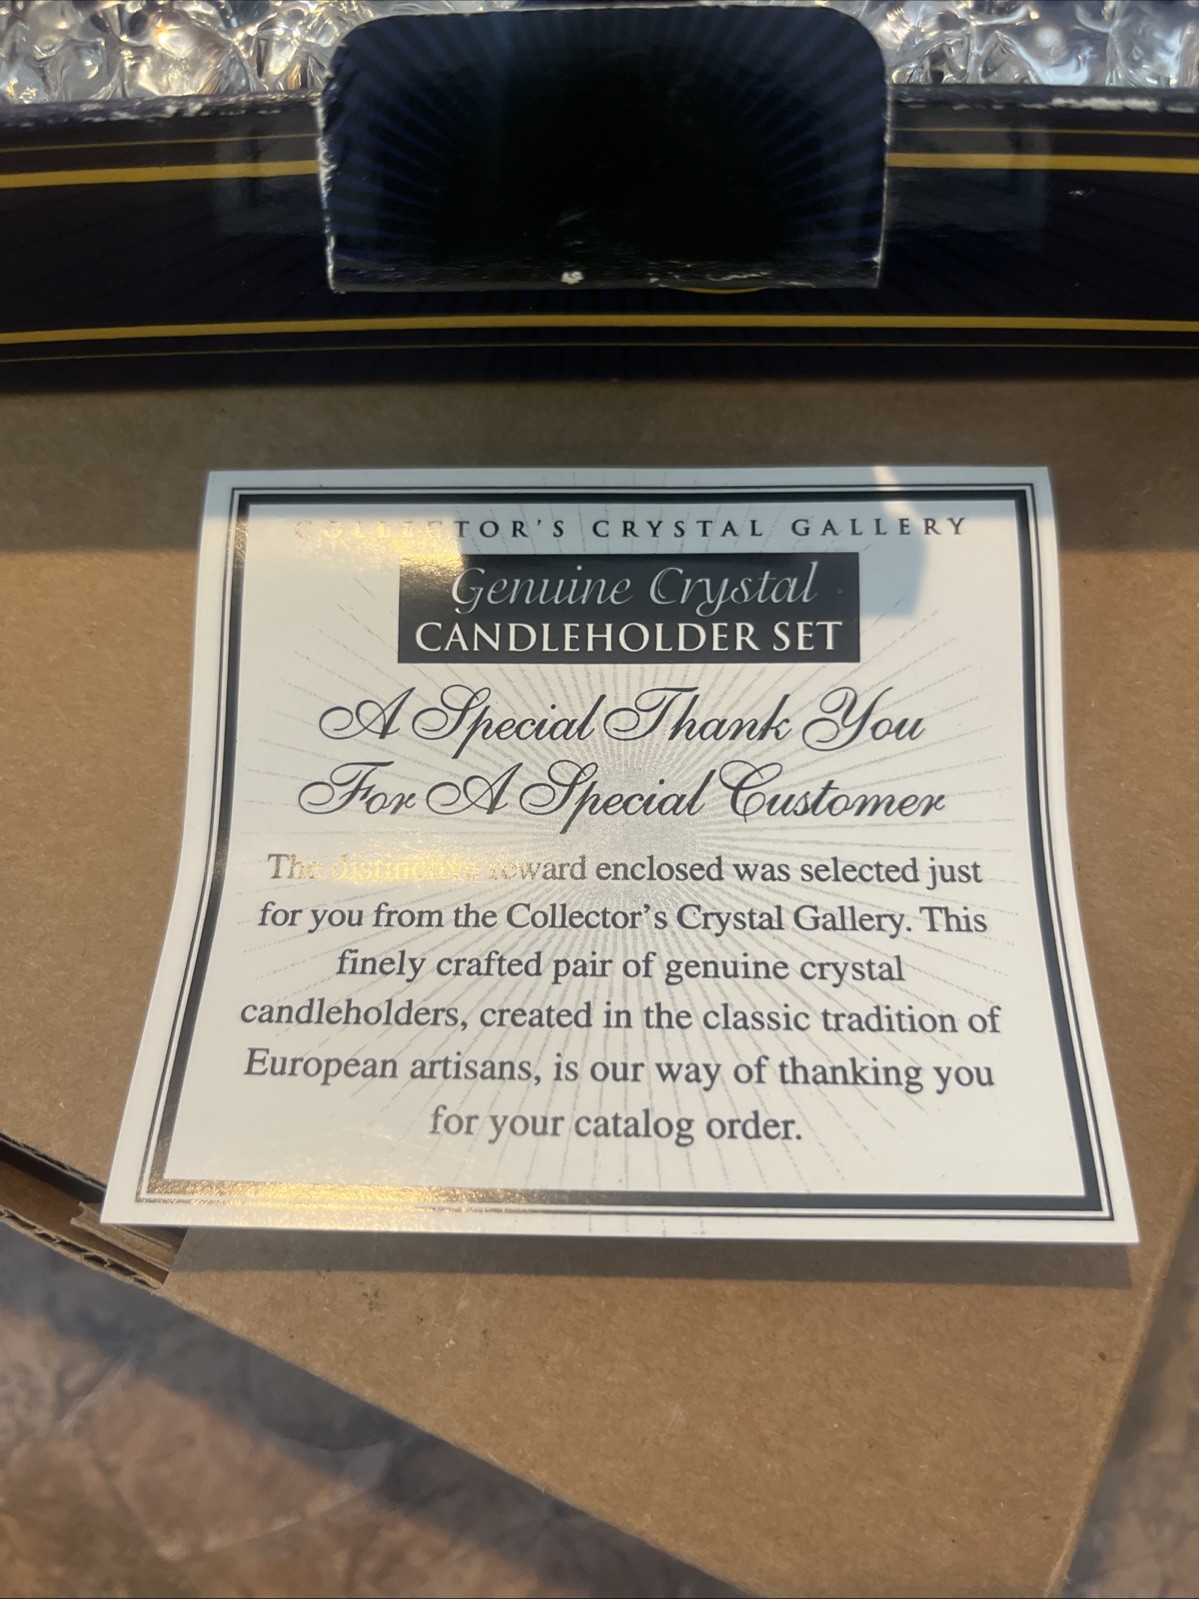 COLLECTOR'S CRYSTAL GALLERY
Genuine Crystal
CANDLEHOLDER SET
A Special Thank You
For A Special Customer
The distinctive reward enclosed was selected just
for you from the Collector's Crystal Gallery. This
finely crafted pair of genuine crystal
candleholders, created in the classic tradition of
European artisans, is our way of thanking you
for your catalog order.